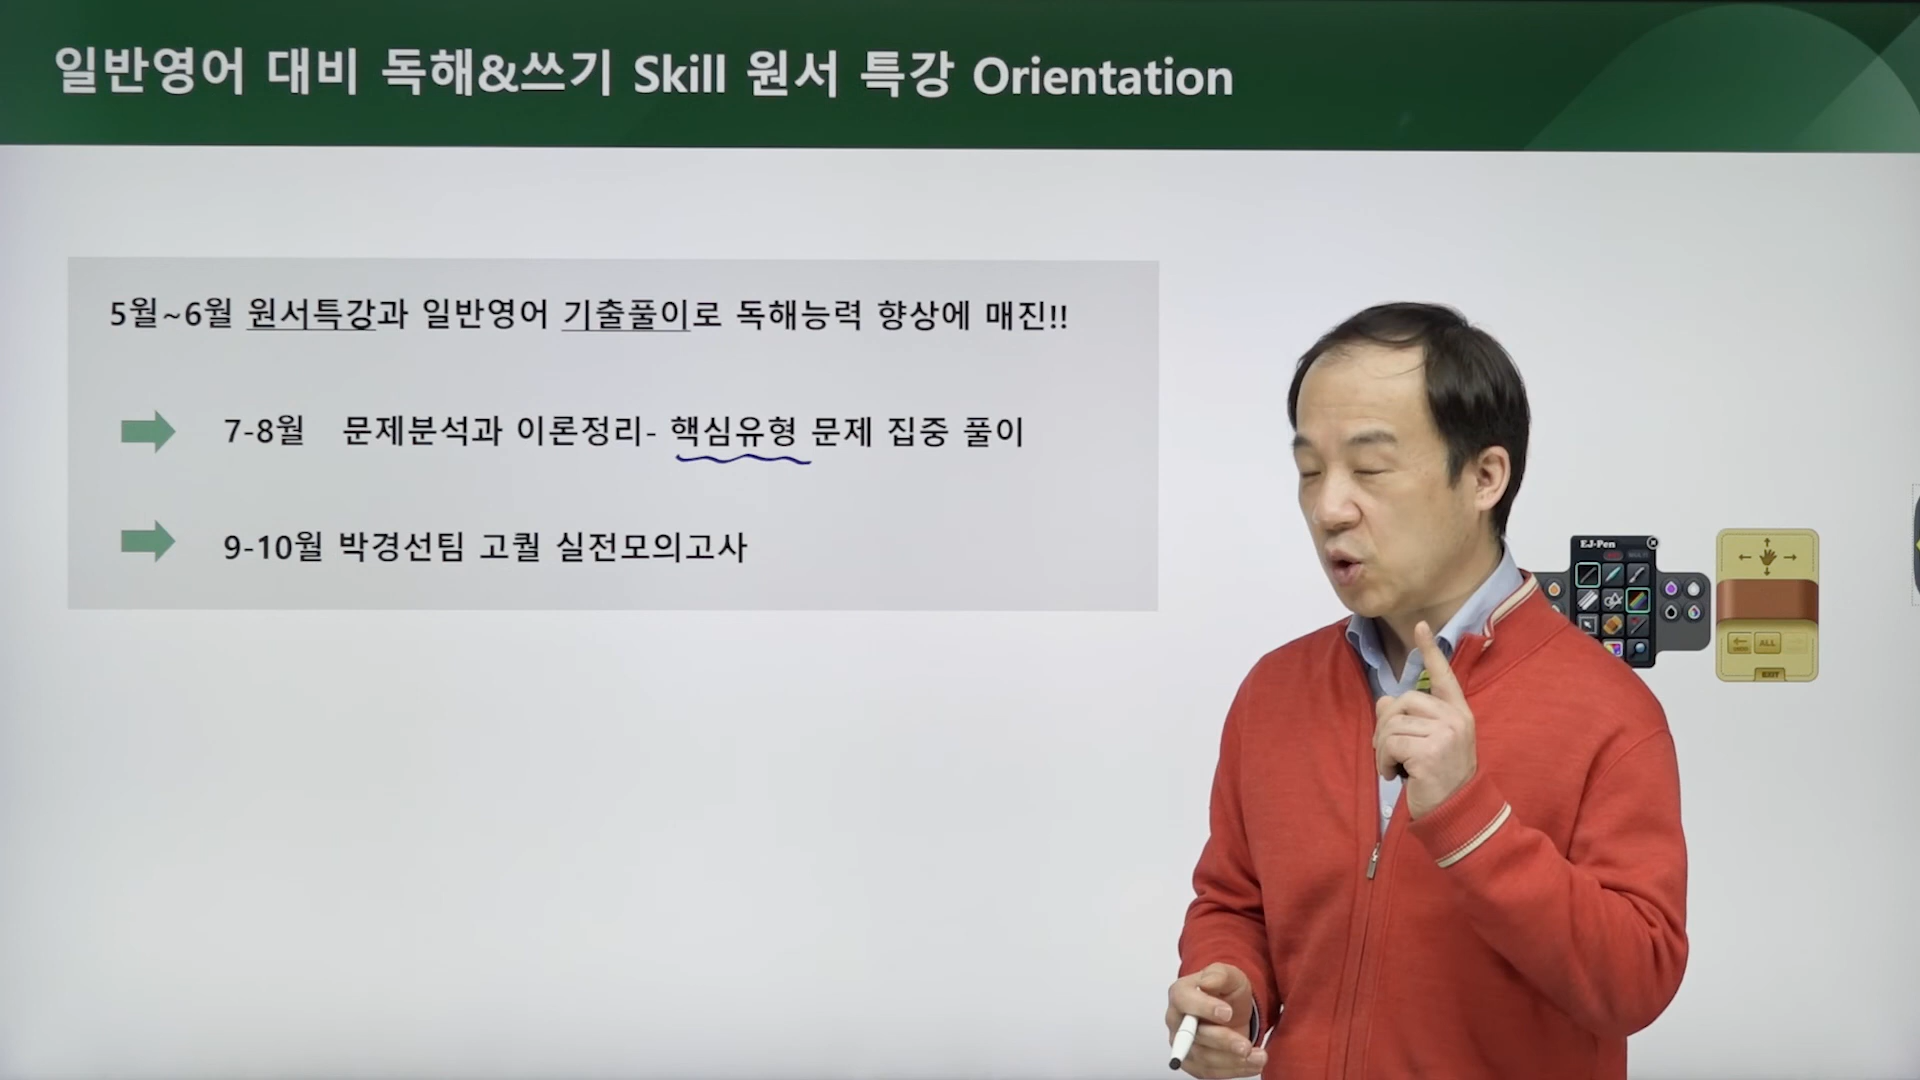 일반영어 대비 독해&쓰기 Skill 원서 특강 Orientation
5월~6월 원서특강과 일반영어 기출풀이로 독해능력 향상에 매진!!
7-8월 문제분석과 이론정리- 핵심유형 문제 집중 풀이
9-10월 박경선팀 고퀄 실전모의고사
EJ-Pen
ALL
EXIT